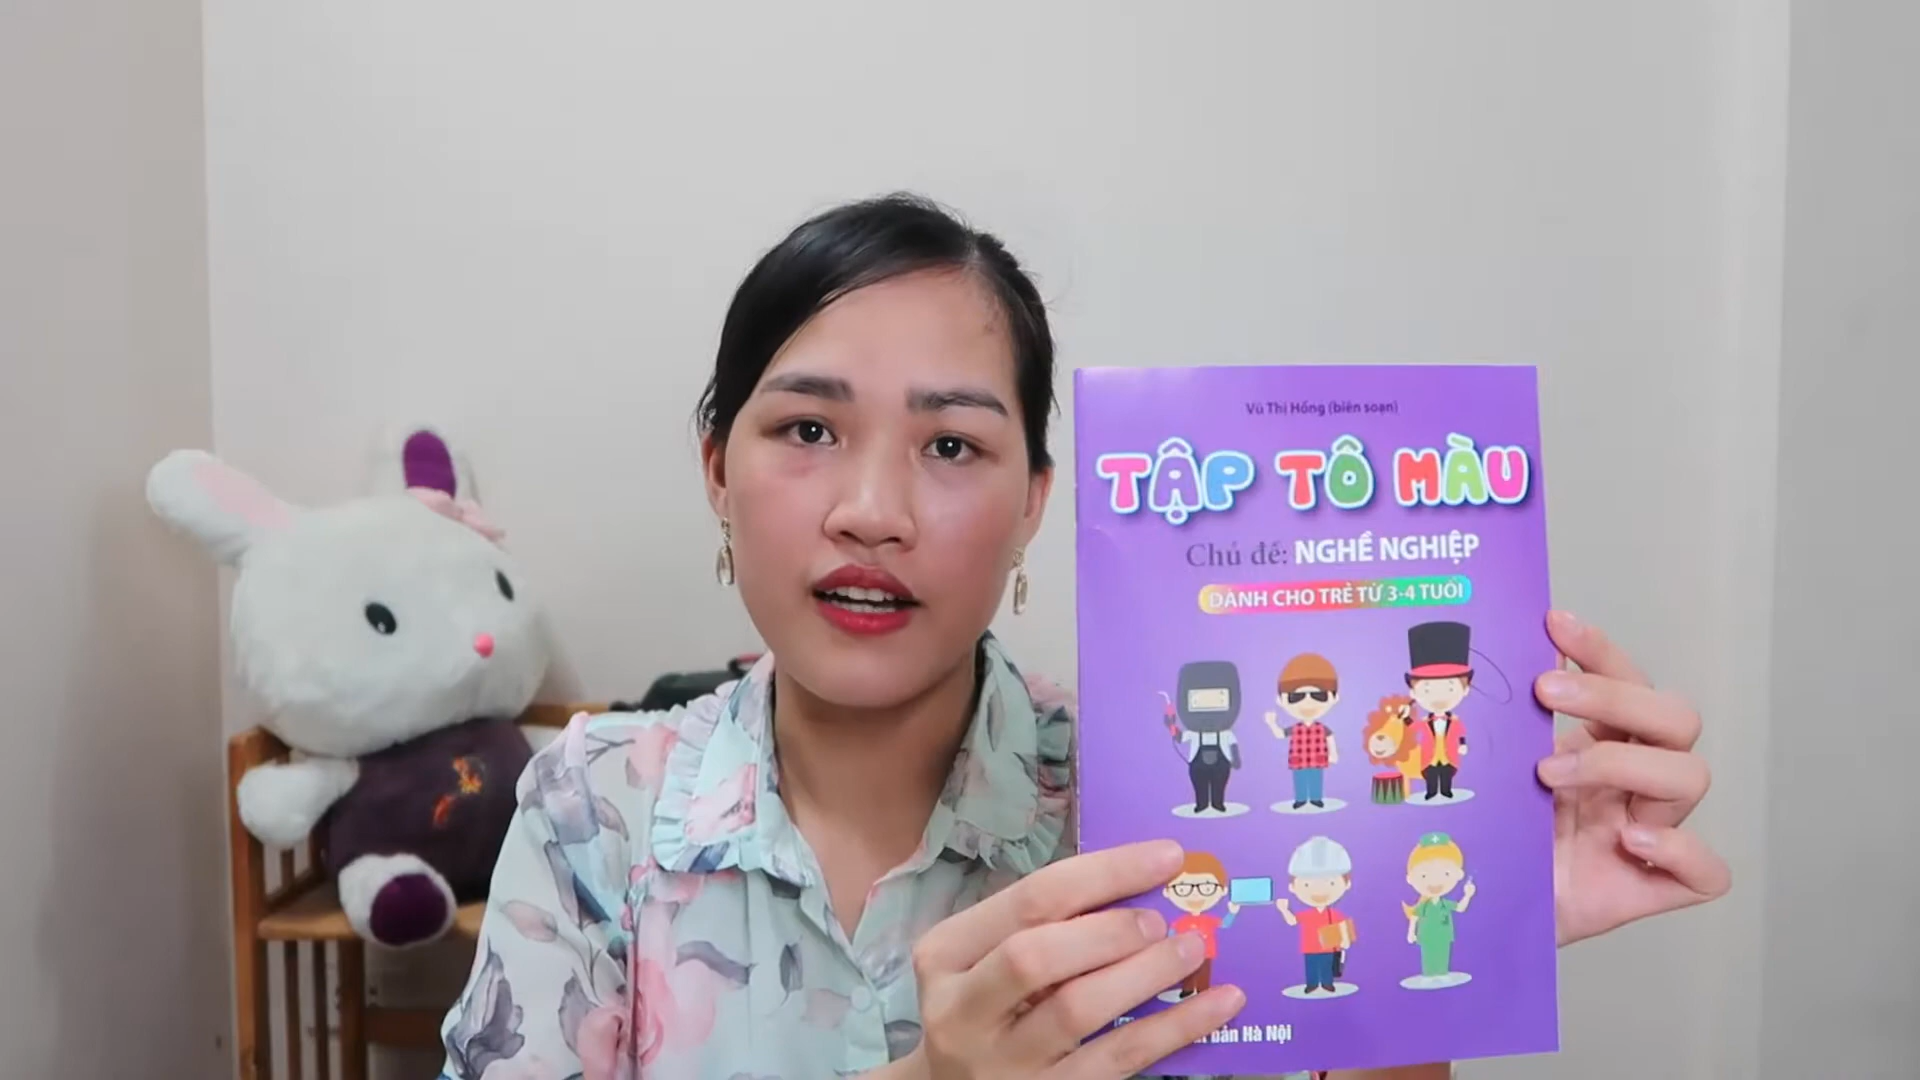 Vũ Thị Hồng (biên soạn)
TẬP TÔ MÀU
Chủ đề: NGHỀ NGHIỆP
DÀNH CHO TRẺ TỪ 3-4 TUỔI
bản Hà Nội